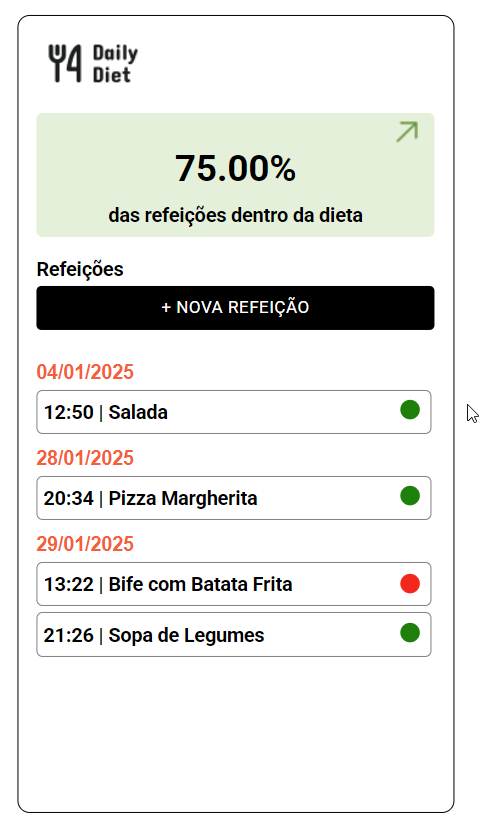 Daily
Diet
75.00%
das refeições dentro da dieta
Refeições
+ NOVA REFEIÇÃO
04/01/2025
12:50 | Salada
28/01/2025
20:34 | Pizza Margherita
29/01/2025
13:22 | Bife com Batata Frita
21:26 | Sopa de Legumes